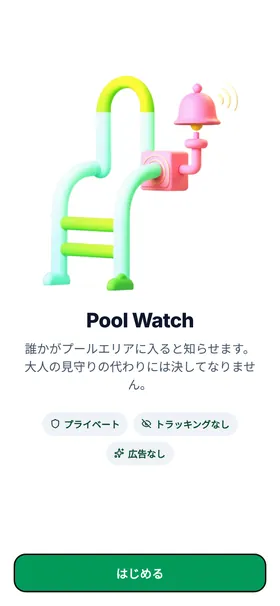 Pool Watch
誰かがプールエリアに入ると知らせます。
大人の見守りの代わりには決してなりませ
ん。
プライベート
トラッキングなし
広告なし
はじめる